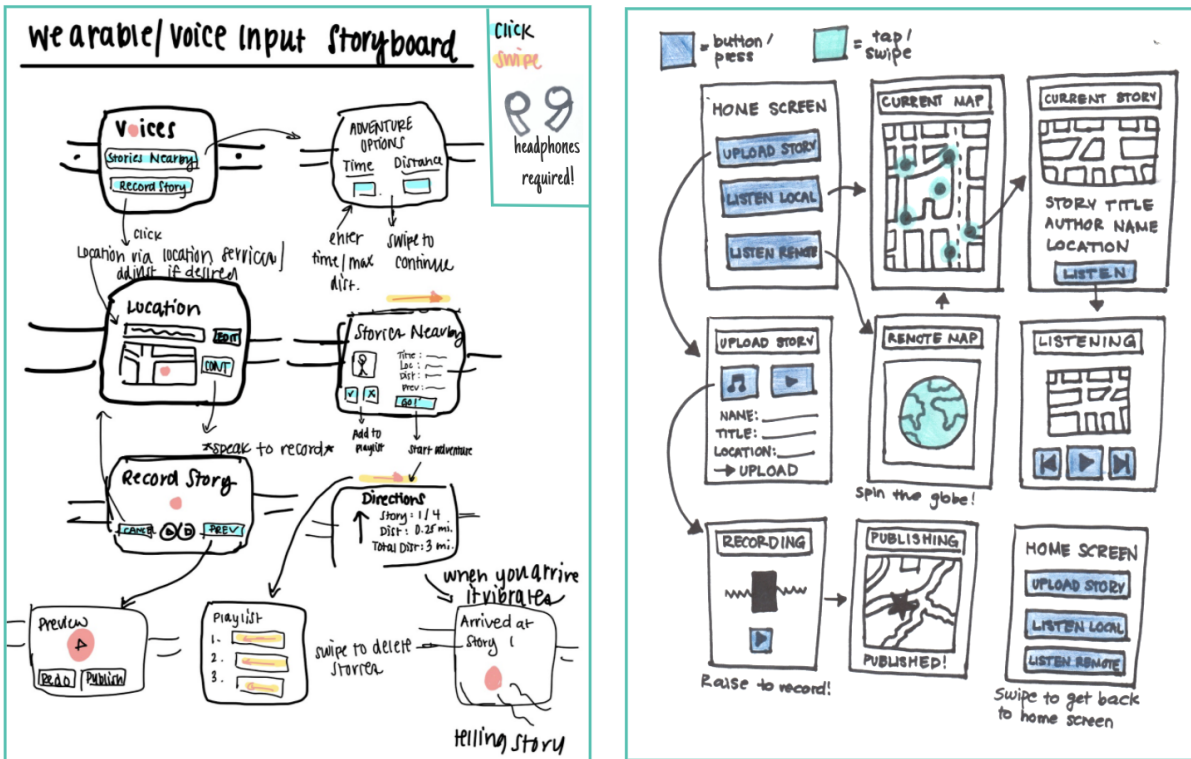 Wearable/Voice Input Storyboard
click
swipe
headphones
required!
Voices
Stories Nearby
Record Story
ADVENTURE
OPTIONS
Time Distance
click
Location via location services/
adjust if desired
enter
time/max
dist.
swipe to
continue
Location
EDIT
CONT
Stories Nearby
Time:
Loc:
Dist:
Prev:
GO!
Add to
playlist
Start adventure
*speak to record*
Record Story
CANCEL
PREV
Directions
Story: 1/4
Dist: 0.25 mi.
Total Dist: 3 mi.
when you arrive
it vibrates
Preview
Redo
Publish
Playlist
1.
2.
3.
swipe to delete
stories
Arrived at
Story 1
telling story
= button/
press
= tap/
swipe
HOME SCREEN
UPLOAD STORY
LISTEN LOCAL
LISTEN REMOTE
CURRENT MAP
CURRENT STORY
STORY TITLE
AUTHOR NAME
LOCATION
LISTEN
UPLOAD STORY
NAME:
TITLE:
LOCATION:
→ UPLOAD
REMOTE MAP
Spin the globe!
LISTENING
RECORDING
Raise to record!
PUBLISHING
PUBLISHED!
HOME SCREEN
UPLOAD STORY
LISTEN LOCAL
LISTEN REMOTE
Swipe to get back
to home screen